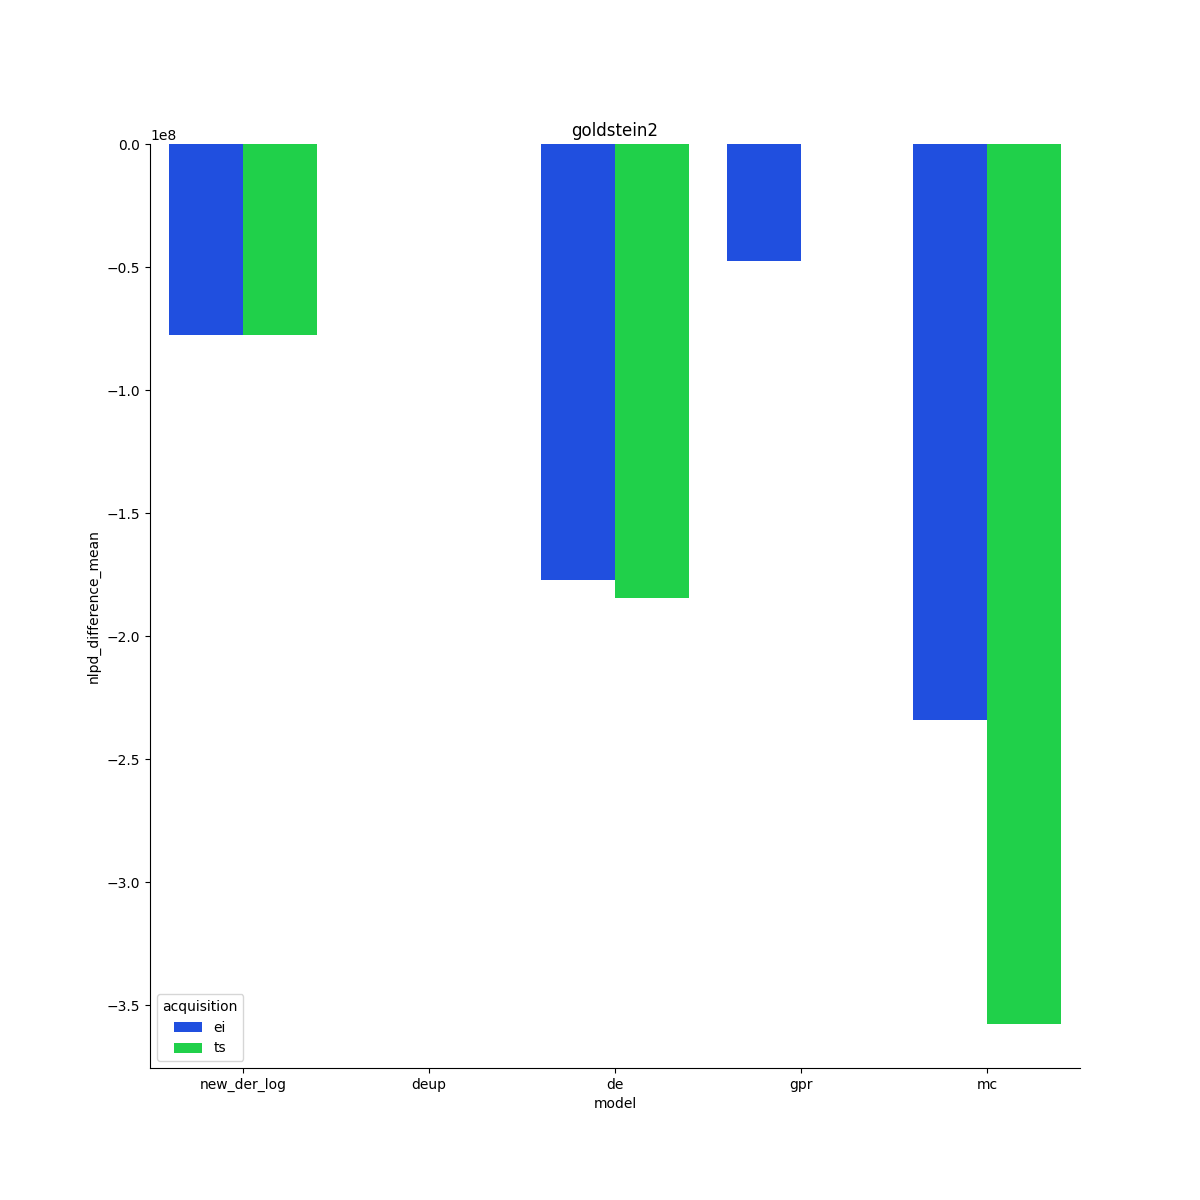 goldstein2
1e8
0.0
−0.5
−1.0
−1.5
−2.0
−2.5
−3.0
−3.5
nlpd_difference_mean
acquisition
ei
ts
new_der_log deup de gpr mc
model